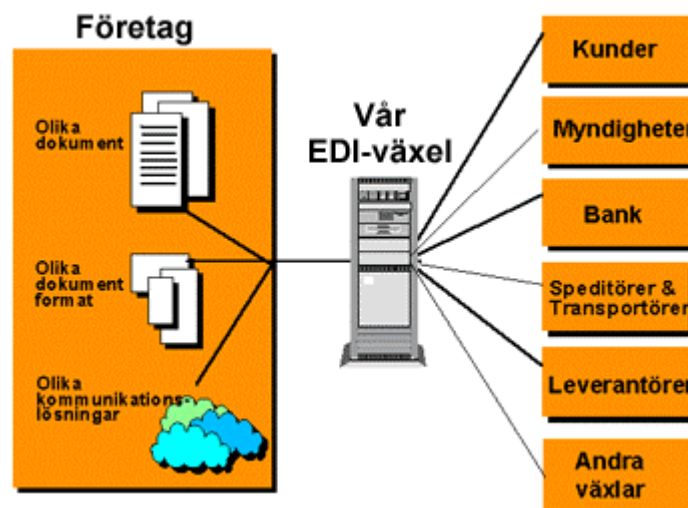 Företag
Olika
dokument
Olika
dokument
format
Olika
kommunikations-
lösningar
Vår
EDI-växel
Kunder
Myndigheter
Bank
Speditörer &
Transportörer
Leverantörer
Andra
växlar